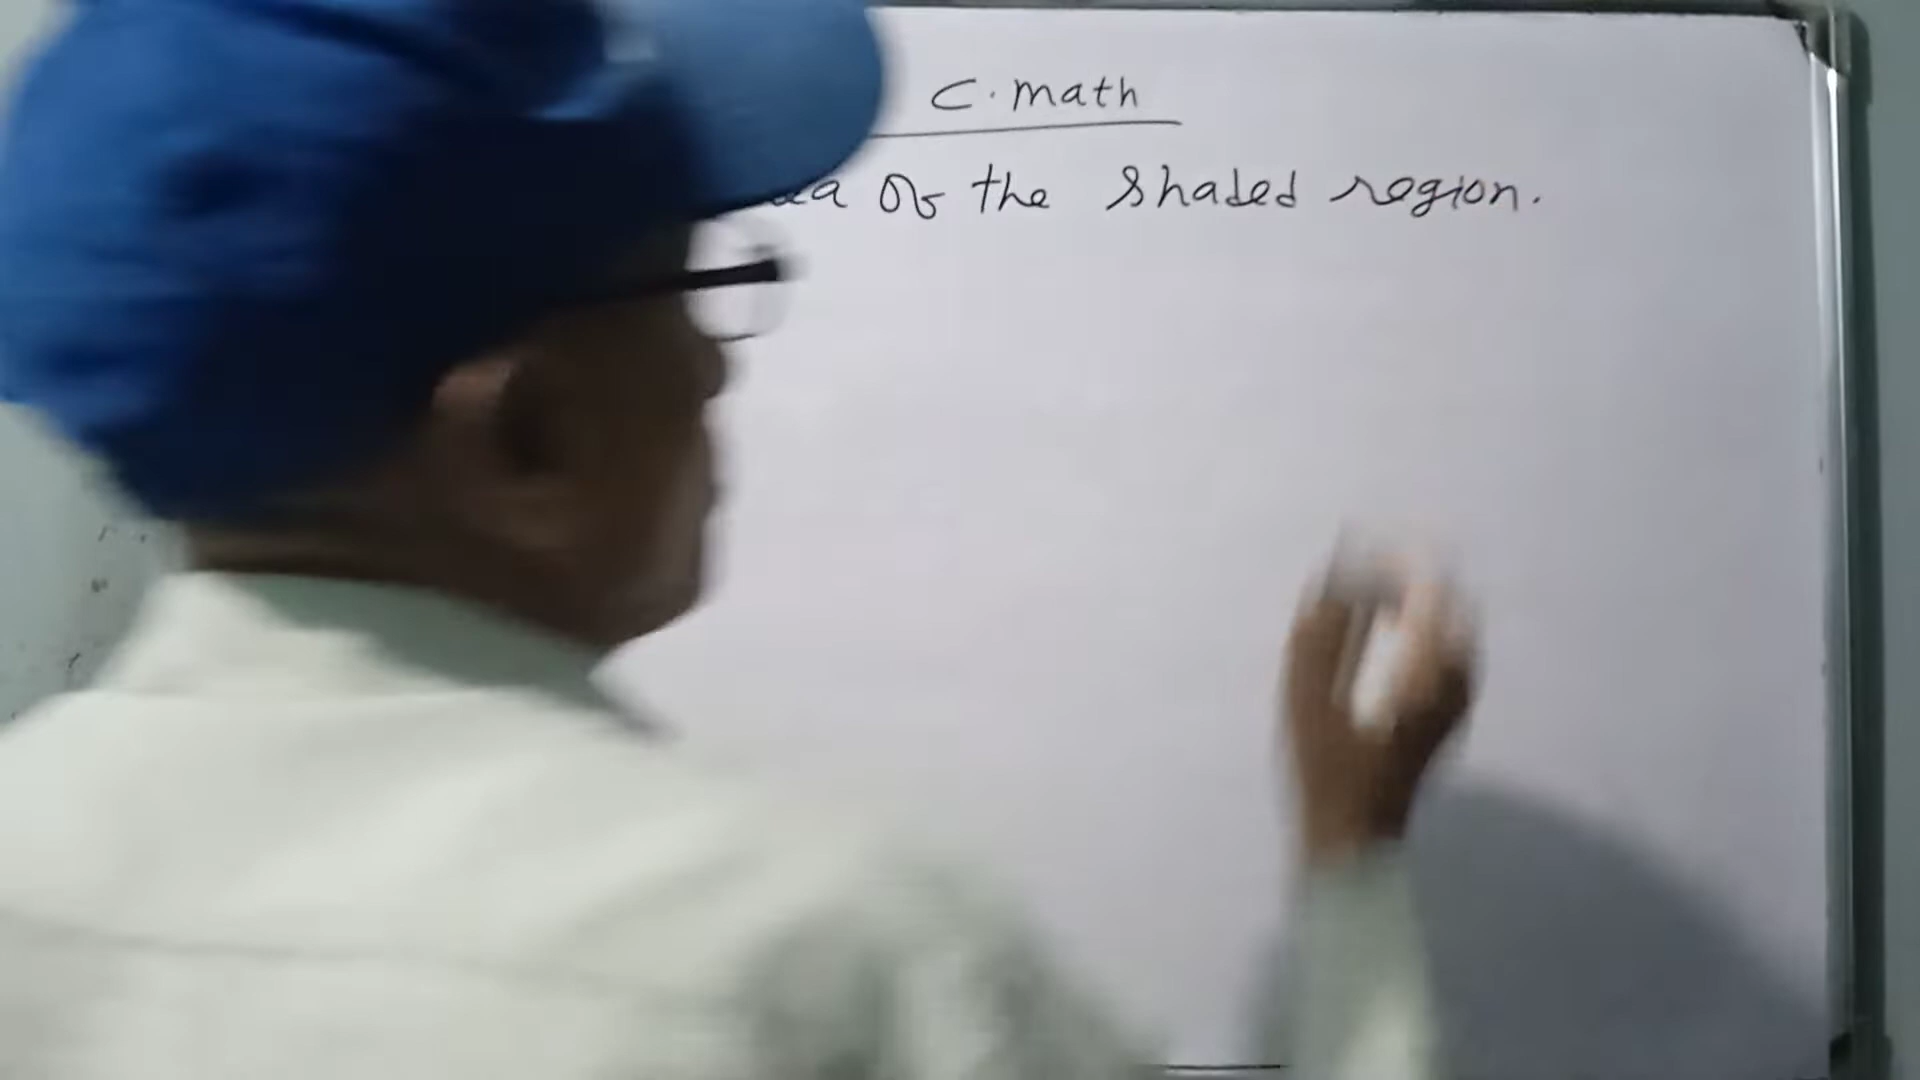 C. math
of the shaded region.